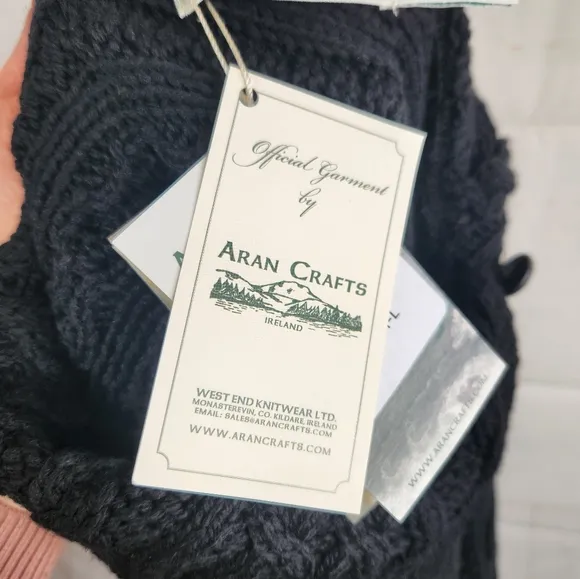 Official Garment
by
ARAN CRAFTS
IRELAND
WEST END KNITWEAR LTD.
MONASTEREVIN, CO. KILDARE, IRELAND
EMAIL: SALES@ARANCRAFTS.COM
WWW.ARANCRAFTS.COM
WWW.ARANCRAFTS.COM